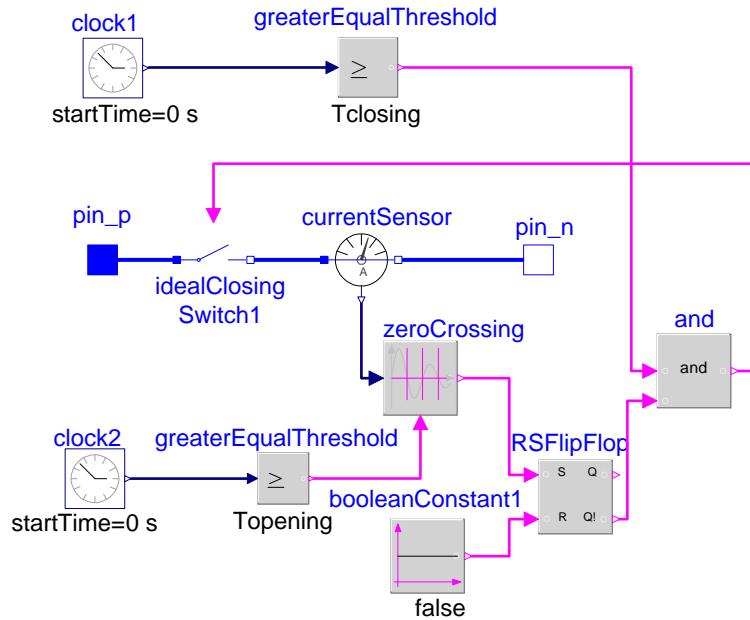 clock1
greaterEqualThreshold
≥
startTime=0 s
Tclosing
pin_p
currentSensor
pin_n
A
idealClosing
Switch1
zeroCrossing
and
and
clock2
greaterEqualThreshold
RSFlipFlop
≥
S Q
startTime=0 s
Topening
booleanConstant1
R Q!
false